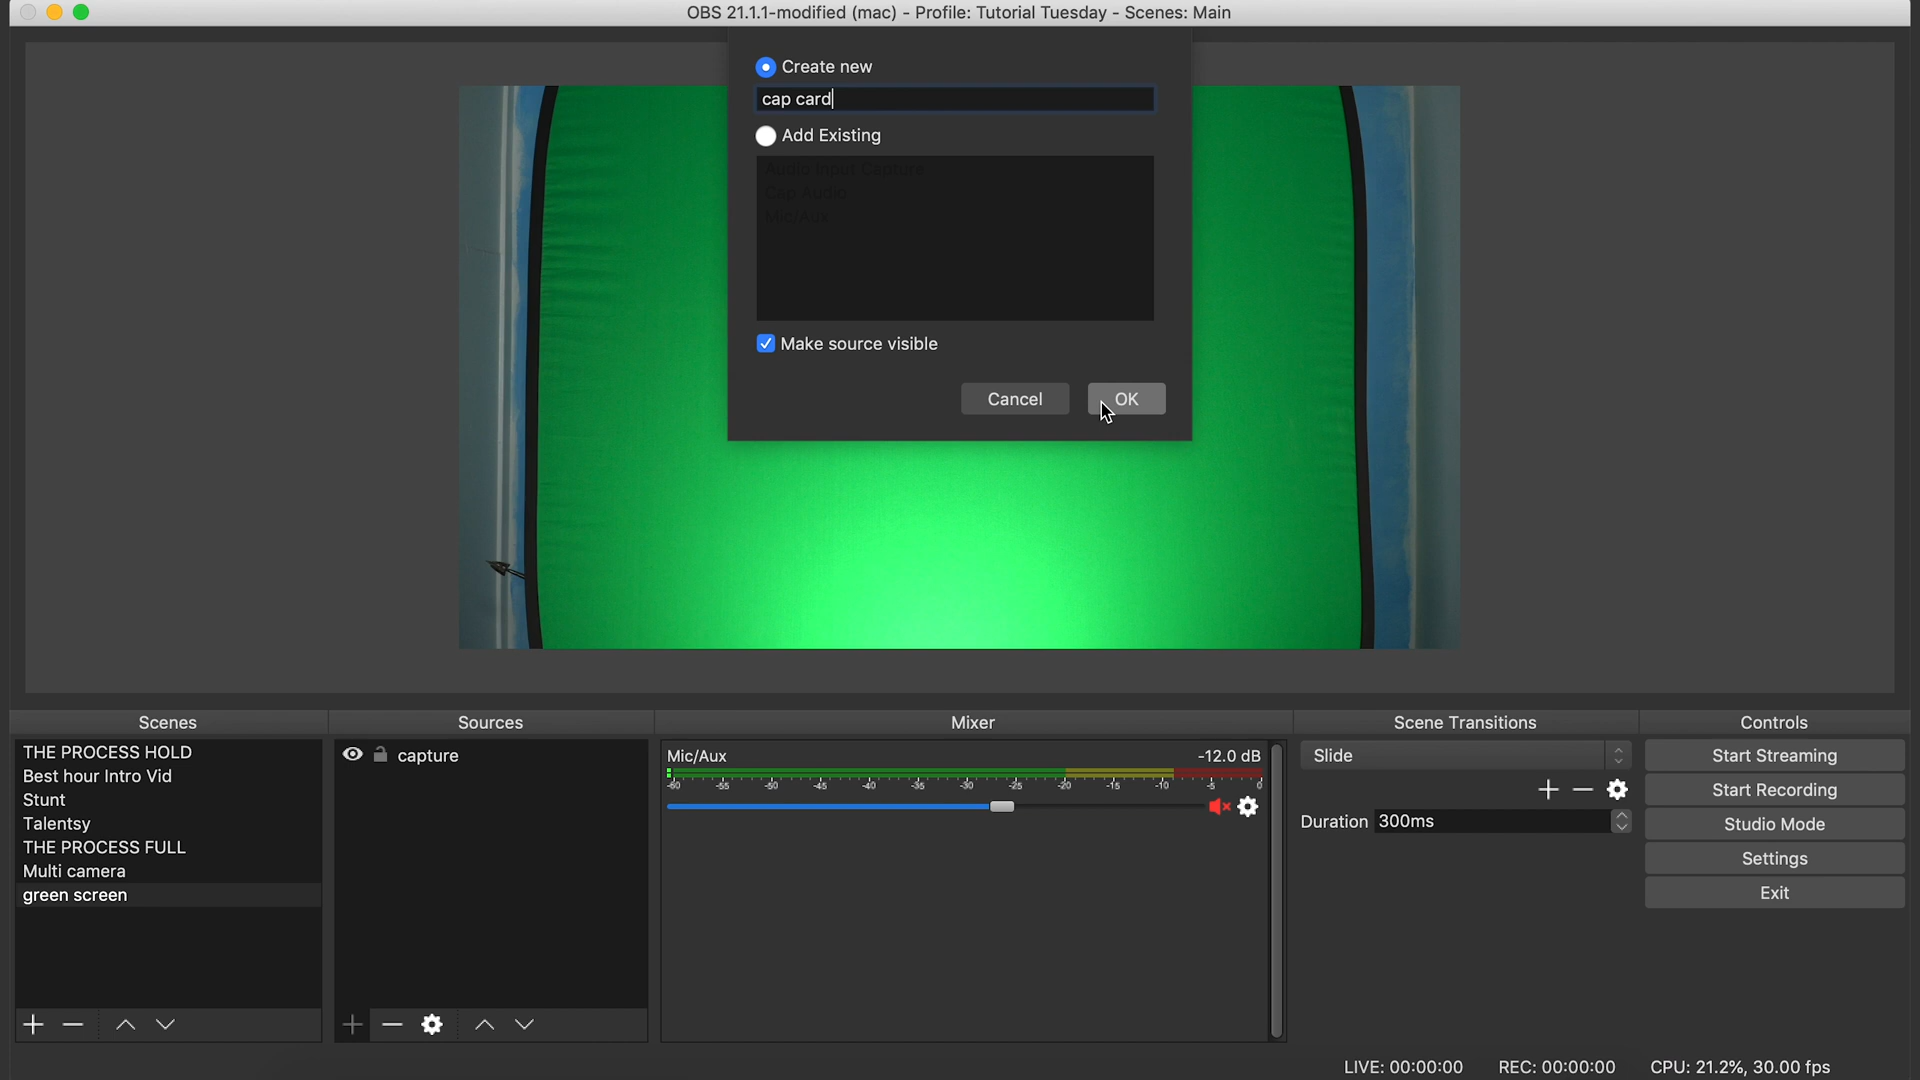 OBS 21.1.1-modified (mac) - Profile: Tutorial Tuesday - Scenes: Main
Create new
cap card
Add Existing
Audio Input Capture
Cap Audio
Mic/Aux
Make source visible
Cancel
OK
Scenes
Sources
Mixer
Scene Transitions
Controls
THE PROCESS HOLD
Best hour Intro Vid
Stunt
Talentsy
THE PROCESS FULL
Multi camera
green screen
capture
Mic/Aux -12.0 dB
-60 -55 -50 -45 -40 -35 -30 -25 -20 -15 -10 -5 0
Slide
Duration 300ms
Start Streaming
Start Recording
Studio Mode
Settings
Exit
LIVE: 00:00:00 REC: 00:00:00 CPU: 21.2%, 30.00 fps